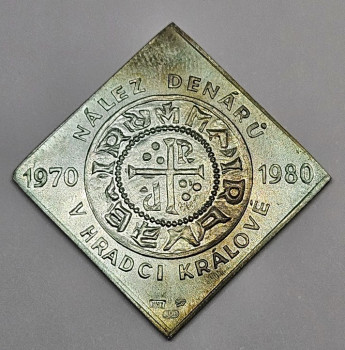 NÁLEZ DENÁRŮ
1970
1980
V HRADCI KRÁLOVÉ